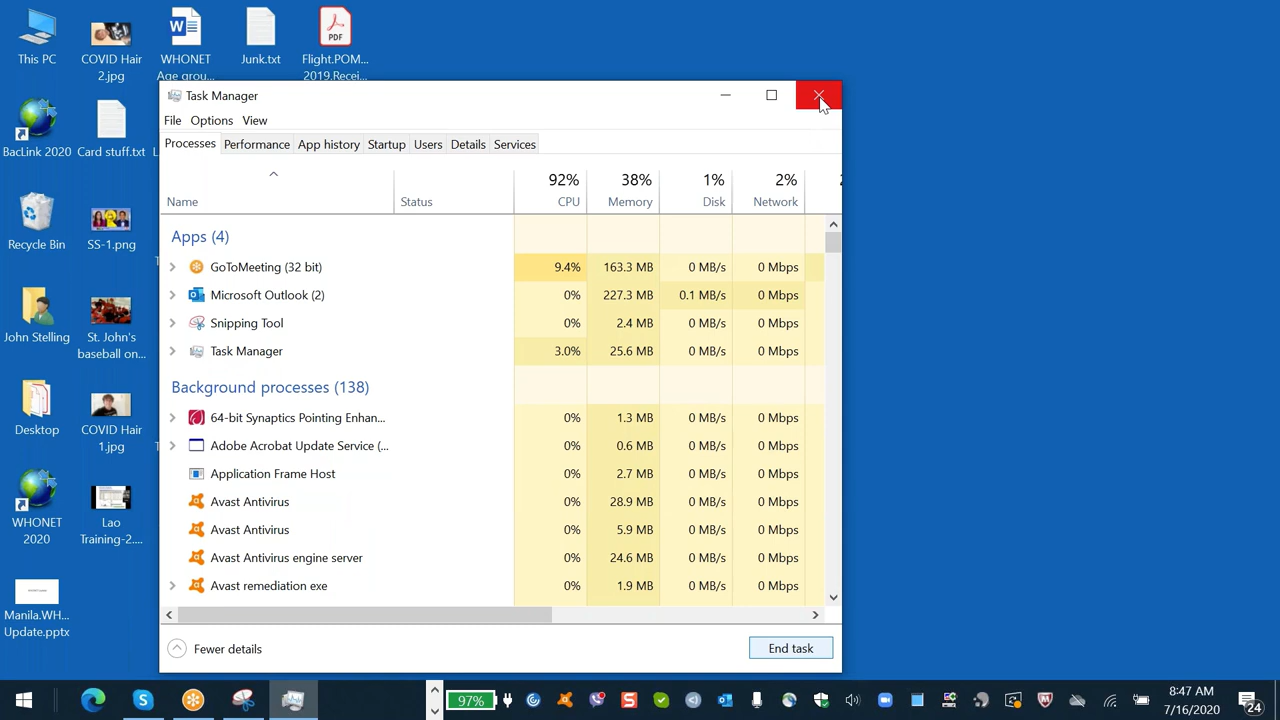 This PC
COVID Hair
2.jpg
WHONET
Age grou...
Junk.txt
Flight.POM...
2019.Recei...
PDF
BacLink 2020
Card stuff.txt
Recycle Bin
SS-1.png
John Stelling
St. John's
baseball on...
Desktop
COVID Hair
1.jpg
WHONET
2020
Lao
Training-2....
Manila.WH...
Update.pptx
Task Manager
File Options View
Processes Performance App history Startup Users Details Services
92% 38% 1% 2%
Name Status CPU Memory Disk Network
Apps (4)
GoToMeeting (32 bit) 9.4% 163.3 MB 0 MB/s 0 Mbps
Microsoft Outlook (2) 0% 227.3 MB 0.1 MB/s 0 Mbps
Snipping Tool 0% 2.4 MB 0 MB/s 0 Mbps
Task Manager 3.0% 25.6 MB 0 MB/s 0 Mbps
Background processes (138)
64-bit Synaptics Pointing Enhan... 0% 1.3 MB 0 MB/s 0 Mbps
Adobe Acrobat Update Service (... 0% 0.6 MB 0 MB/s 0 Mbps
Application Frame Host 0% 2.7 MB 0 MB/s 0 Mbps
Avast Antivirus 0% 28.9 MB 0 MB/s 0 Mbps
Avast Antivirus 0% 5.9 MB 0 MB/s 0 Mbps
Avast Antivirus engine server 0% 24.6 MB 0 MB/s 0 Mbps
Avast remediation exe 0% 1.9 MB 0 MB/s 0 Mbps
Fewer details
End task
97%
8:47 AM
7/16/2020
24